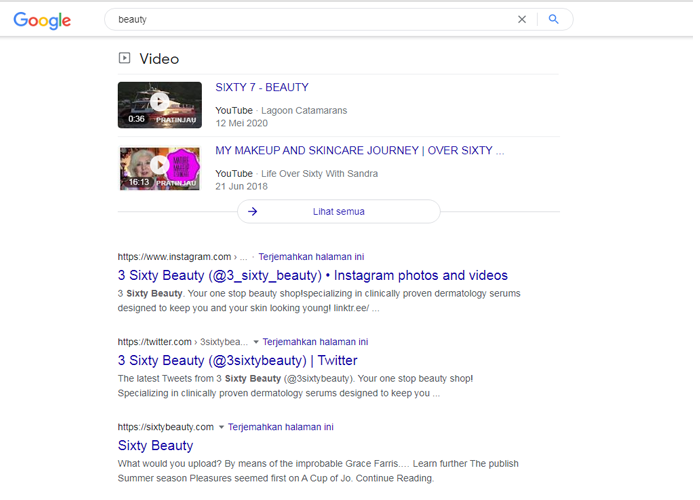 Google
beauty
Video
SIXTY 7 - BEAUTY
YouTube · Lagoon Catamarans
12 Mei 2020
0:36 PRATINJAU
MY MAKEUP AND SKINCARE JOURNEY | OVER SIXTY ...
YouTube · Life Over Sixty With Sandra
21 Jun 2018
16:13 PRATINJAU
Lihat semua
https://www.instagram.com › ... · Terjemahkan halaman ini
3 Sixty Beauty (@3_sixty_beauty) • Instagram photos and videos
3 Sixty Beauty. Your one stop beauty shop!specializing in clinically proven dermatology serums
designed to keep you and your skin looking young! linktr.ee/ ...
https://twitter.com › 3sixtybea... Terjemahkan halaman ini
3 Sixty Beauty (@3sixtybeauty) | Twitter
The latest Tweets from 3 Sixty Beauty (@3sixtybeauty). Your one stop beauty shop!
Specializing in clinically proven dermatology serums designed to keep you ...
https://sixtybeauty.com Terjemahkan halaman ini
Sixty Beauty
What would you upload? By means of the improbable Grace Farris.... Learn further The publish
Summer season Pleasures seemed first on A Cup of Jo. Continue Reading.